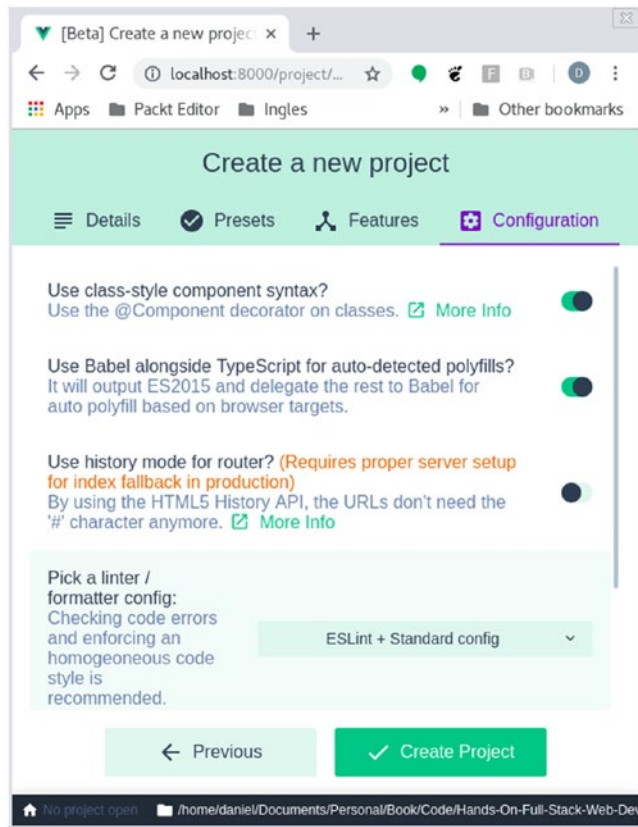 [Beta] Create a new projec
localhost:8000/project/...
D
Apps Packt Editor Ingles » Other bookmarks
Create a new project
Details Presets Features Configuration
Use class-style component syntax?
Use the @Component decorator on classes. More Info
Use Babel alongside TypeScript for auto-detected polyfills?
It will output ES2015 and delegate the rest to Babel for
auto polyfill based on browser targets.
Use history mode for router? (Requires proper server setup
for index fallback in production)
By using the HTML5 History API, the URLs don't need the
'#' character anymore. More Info
Pick a linter /
formatter config:
Checking code errors
and enforcing an
homogeoneous code
style is
recommended.
ESLint + Standard config
Previous
Create Project
No project open /home/daniel/Documents/Personal/Book/Code/Hands-On-Full-Stack-Web-Dev